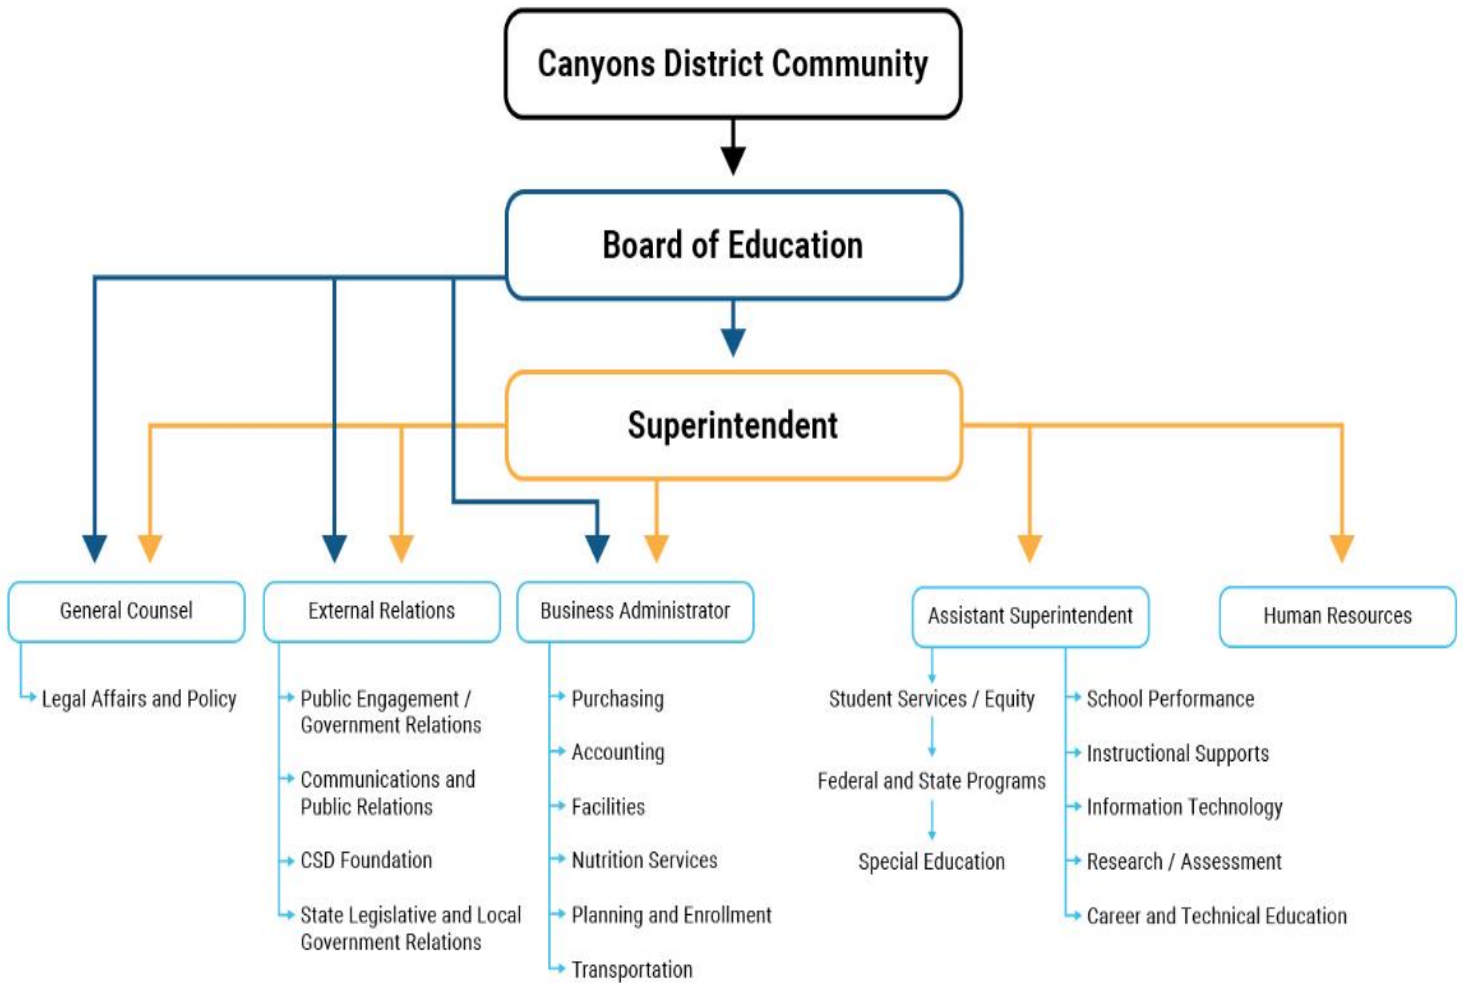 Canyons District Community
Board of Education
Superintendent
General Counsel
External Relations
Business Administrator
Assistant Superintendent
Human Resources
Legal Affairs and Policy
Public Engagement /
Government Relations
Communications and
Public Relations
CSD Foundation
State Legislative and Local
Government Relations
Purchasing
Accounting
Facilities
Nutrition Services
Planning and Enrollment
Transportation
Student Services / Equity
Federal and State Programs
Special Education
School Performance
Instructional Supports
Information Technology
Research / Assessment
Career and Technical Education